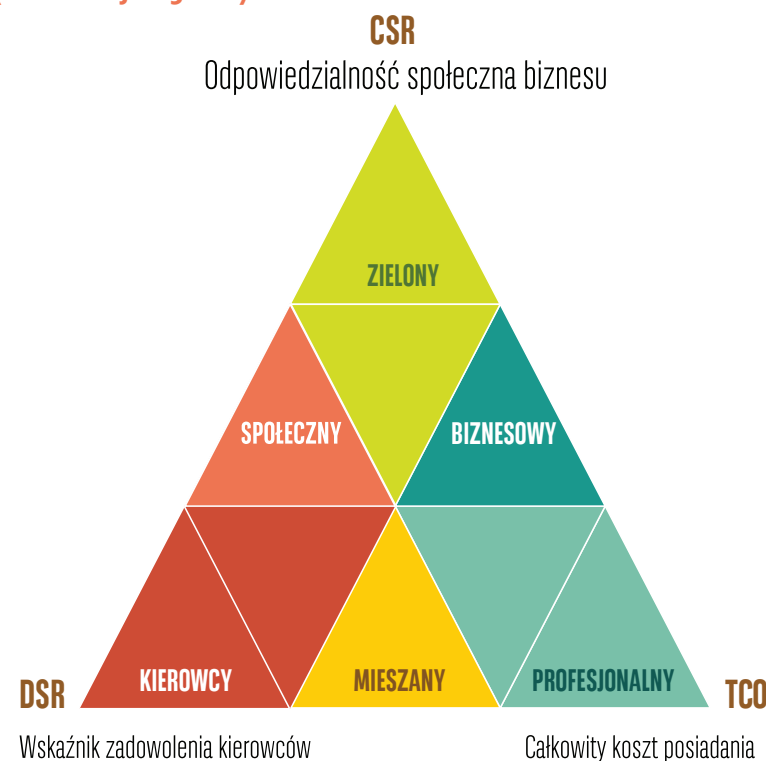 CSR
Odpowiedzialność społeczna biznesu
ZIELONY
SPOŁECZNY
BIZNESOWY
KIEROWCY
MIESZANY
PROFESJONALNY
DSR
TCO
Wskaźnik zadowolenia kierowców
Całkowity koszt posiadania